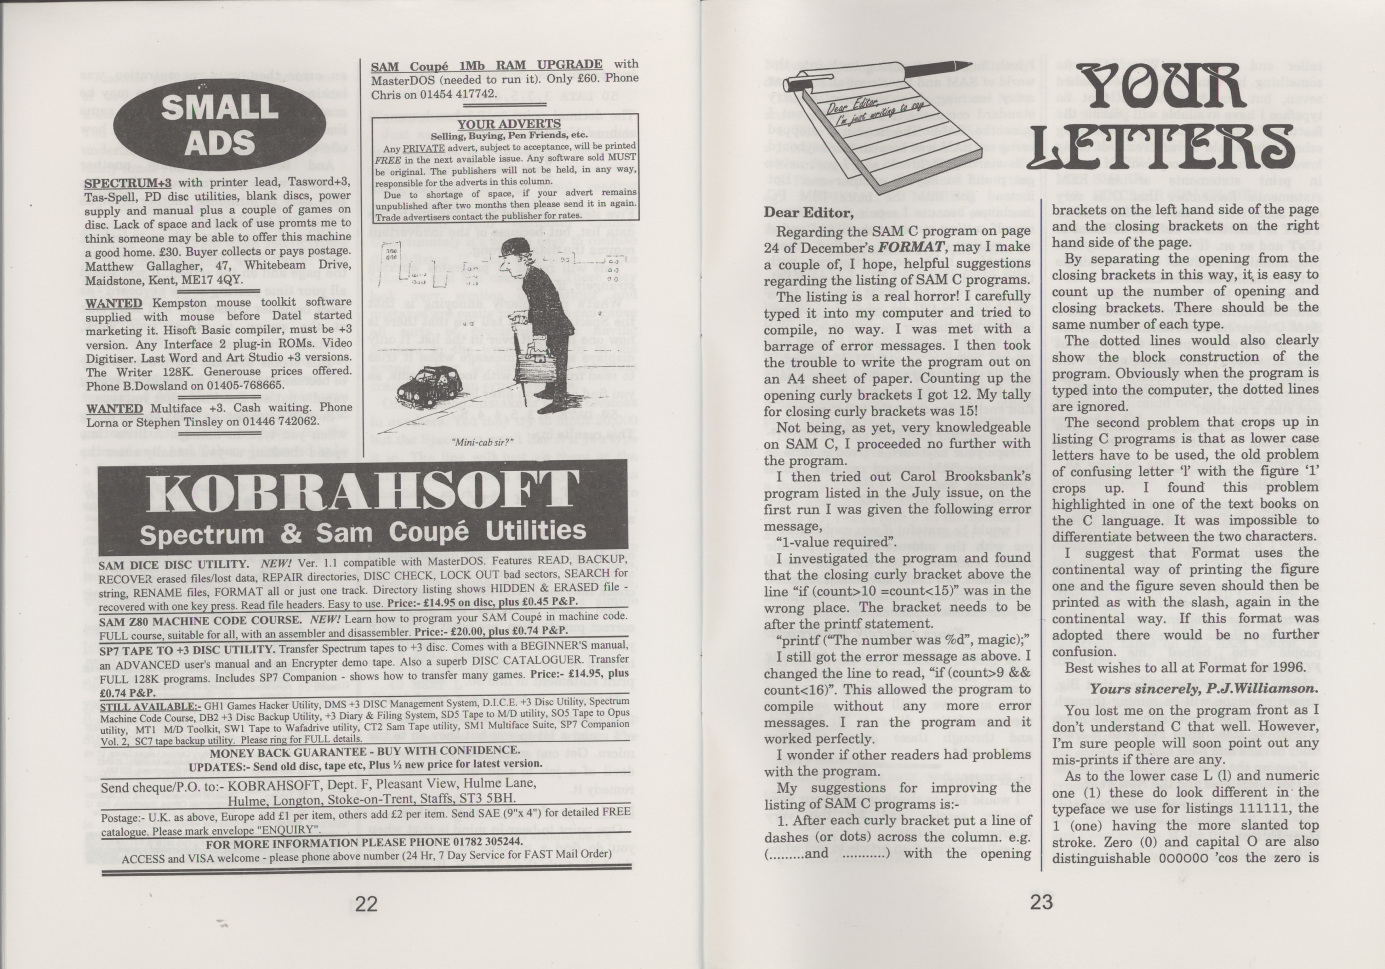 SMALL
ADS
SPECTRUM+3 with printer lead, Tasword+3,
Tas-Spell, PD disc utilities, blank discs, power
supply and manual plus a couple of games on
disc. Lack of space and lack of use promts me to
think someone may be able to offer this machine
a good home. £30. Buyer collects or pays postage.
Matthew Gallagher, 47, Whitebeam Drive,
Maidstone, Kent, ME17 4QY.
WANTED Kempston mouse toolkit software
supplied with mouse before Datel started
marketing it. Hisoft Basic compiler, must be +3
version. Any Interface 2 plug-in ROMs. Video
Digitiser. Last Word and Art Studio +3 versions.
The Writer 128K. Generouse prices offered.
Phone B.Dowsland on 01405-768665.
WANTED Multiface +3. Cash waiting. Phone
Lorna or Stephen Tinsley on 01446 742062.
SAM Coupé 1Mb RAM UPGRADE with
MasterDOS (needed to run it). Only £60. Phone
Chris on 01454 417742.
YOUR ADVERTS
Selling, Buying, Pen Friends, etc.
Any PRIVATE advert, subject to acceptance, will be printed
FREE in the next available issue. Any software sold MUST
be original. The publishers will not be held, in any way,
responsible for the adverts in this column.
Due to shortage of space, if your advert remains
unpublished after two months then please send it in again.
Trade advertisers contact the publisher for rates.
"Mini-cab sir?"
KOBRAHSOFT
Spectrum & Sam Coupé Utilities
SAM DICE DISC UTILITY. NEW! Ver. 1.1 compatible with MasterDOS. Features READ, BACKUP,
RECOVER erased files/lost data, REPAIR directories, DISC CHECK, LOCK OUT bad sectors, SEARCH for
string, RENAME files, FORMAT all or just one track. Directory listing shows HIDDEN & ERASED file -
recovered with one key press. Read file headers. Easy to use. Price:- £14.95 on disc, plus £0.45 P&P.
SAM Z80 MACHINE CODE COURSE. NEW! Learn how to program your SAM Coupé in machine code.
FULL course, suitable for all, with an assembler and disassembler. Price:- £20.00, plus £0.74 P&P.
SP7 TAPE TO +3 DISC UTILITY. Transfer Spectrum tapes to +3 disc. Comes with a BEGINNER'S manual,
an ADVANCED user's manual and an Encrypter demo tape. Also a superb DISC CATALOGUER. Transfer
FULL 128K programs. Includes SP7 Companion - shows how to transfer many games. Price:- £14.95, plus
£0.74 P&P.
STILL AVAILABLE:- GH1 Games Hacker Utility, DMS +3 DISC Management System, D.I.C.E. +3 Disc Utility, Spectrum
Machine Code Course, DB2 +3 Disc Backup Utility, +3 Diary & Filing System, SD5 Tape to M/D utility, SO5 Tape to Opus
utility, MT1 M/D Toolkit, SW1 Tape to Wafadrive utility, CT2 Sam Tape utility, SM1 Multiface Suite, SP7 Companion
Vol. 2, SC7 tape backup utility. Please ring for FULL details.
MONEY BACK GUARANTEE - BUY WITH CONFIDENCE.
UPDATES:- Send old disc, tape etc, Plus ½ new price for latest version.
Send cheque/P.O. to:- KOBRAHSOFT, Dept. F, Pleasant View, Hulme Lane,
Hulme, Longton, Stoke-on-Trent, Staffs, ST3 5BH.
Postage:- U.K. as above, Europe add £1 per item, others add £2 per item. Send SAE (9"x 4") for detailed FREE
catalogue. Please mark envelope "ENQUIRY".
FOR MORE INFORMATION PLEASE PHONE 01782 305244.
ACCESS and VISA welcome - please phone above number (24 Hr, 7 Day Service for FAST Mail Order)
22
Dear Editor
I'm just writing to say
YOUR
LETTERS
Dear Editor,
Regarding the SAM C program on page
24 of December's FORMAT, may I make
a couple of, I hope, helpful suggestions
regarding the listing of SAM C programs.
The listing is a real horror! I carefully
typed it into my computer and tried to
compile, no way. I was met with a
barrage of error messages. I then took
the trouble to write the program out on
an A4 sheet of paper. Counting up the
opening curly brackets I got 12. My tally
for closing curly brackets was 15!
Not being, as yet, very knowledgeable
on SAM C, I proceeded no further with
the program.
I then tried out Carol Brooksbank's
program listed in the July issue, on the
first run I was given the following error
message,
"1-value required".
I investigated the program and found
that the closing curly bracket above the
line "if (count>10 =count<15)" was in the
wrong place. The bracket needs to be
after the printf statement.
"printf ("The number was %d", magic);"
I still got the error message as above. I
changed the line to read, "if (count>9 &&
count<16)". This allowed the program to
compile without any more error
messages. I ran the program and it
worked perfectly.
I wonder if other readers had problems
with the program.
My suggestions for improving the
listing of SAM C programs is:-
1. After each curly bracket put a line of
dashes (or dots) across the column. e.g.
(.........and ...........) with the opening
brackets on the left hand side of the page
and the closing brackets on the right
hand side of the page.
By separating the opening from the
closing brackets in this way, it is easy to
count up the number of opening and
closing brackets. There should be the
same number of each type.
The dotted lines would also clearly
show the block construction of the
program. Obviously when the program is
typed into the computer, the dotted lines
are ignored.
The second problem that crops up in
listing C programs is that as lower case
letters have to be used, the old problem
of confusing letter 'l' with the figure '1'
crops up. I found this problem
highlighted in one of the text books on
the C language. It was impossible to
differentiate between the two characters.
I suggest that Format uses the
continental way of printing the figure
one and the figure seven should then be
printed as with the slash, again in the
continental way. If this format was
adopted there would be no further
confusion.
Best wishes to all at Format for 1996.
Yours sincerely, P.J.Williamson.
You lost me on the program front as I
don't understand C that well. However,
I'm sure people will soon point out any
mis-prints if there are any.
As to the lower case L (l) and numeric
one (1) these do look different in the
typeface we use for listings 1l1l1l, the
1 (one) having the more slanted top
stroke. Zero (0) and capital O are also
distinguishable 0O0O0O 'cos the zero is
23